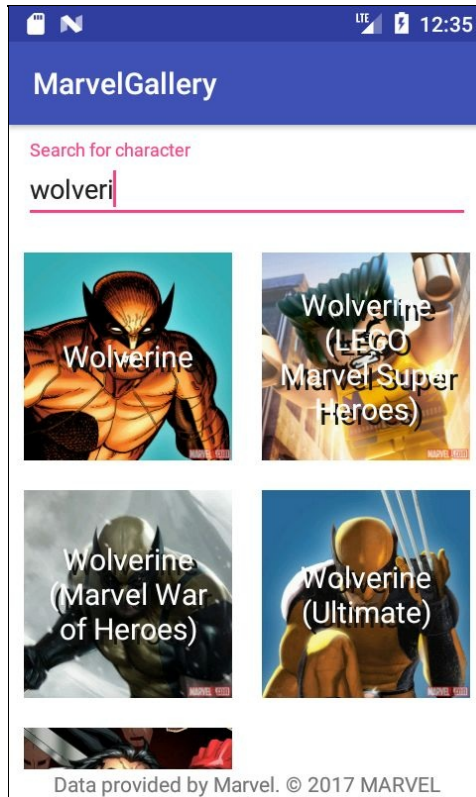 LTE 12:35
MarvelGallery
Search for character
wolveri
Wolverine
Wolverine
(LEGO
Marvel Super
Heroes)
Wolverine
(Marvel War
of Heroes)
Wolverine
(Ultimate)
Data provided by Marvel. © 2017 MARVEL